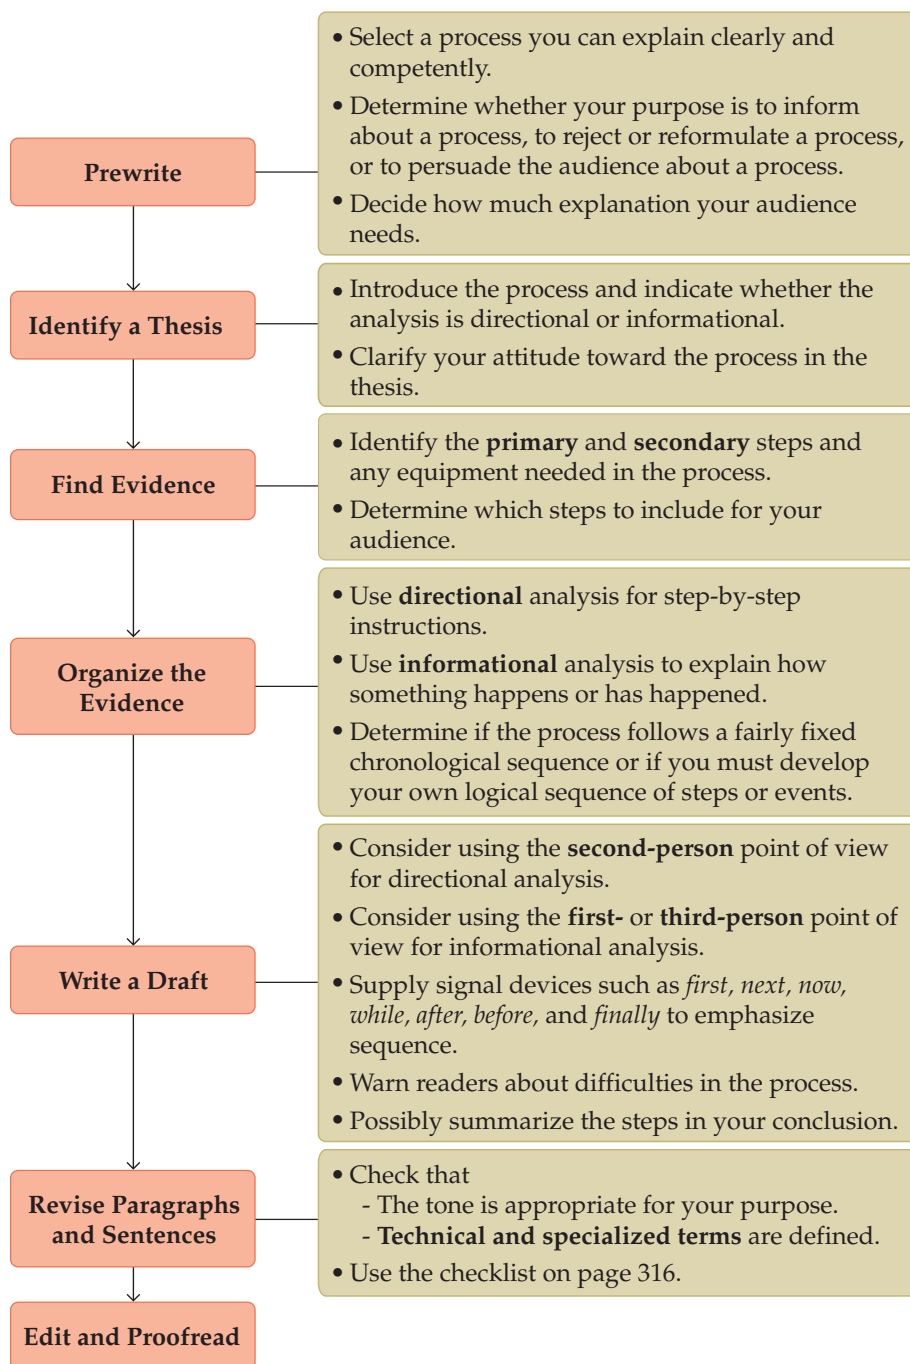 • Select a process you can explain clearly and
competently.
• Determine whether your purpose is to inform
about a process, to reject or reformulate a process,
or to persuade the audience about a process.
• Decide how much explanation your audience
needs.
Prewrite
• Introduce the process and indicate whether the
analysis is directional or informational.
• Clarify your attitude toward the process in the
thesis.
Identify a Thesis
• Identify the primary and secondary steps and
any equipment needed in the process.
• Determine which steps to include for your
audience.
Find Evidence
• Use directional analysis for step-by-step
instructions.
• Use informational analysis to explain how
something happens or has happened.
• Determine if the process follows a fairly fixed
chronological sequence or if you must develop
your own logical sequence of steps or events.
Organize the
Evidence
• Consider using the second-person point of view
for directional analysis.
• Consider using the first- or third-person point of
view for informational analysis.
• Supply signal devices such as first, next, now,
while, after, before, and finally to emphasize
sequence.
• Warn readers about difficulties in the process.
• Possibly summarize the steps in your conclusion.
Write a Draft
• Check that
- The tone is appropriate for your purpose.
- Technical and specialized terms are defined.
• Use the checklist on page 316.
Revise Paragraphs
and Sentences
Edit and Proofread